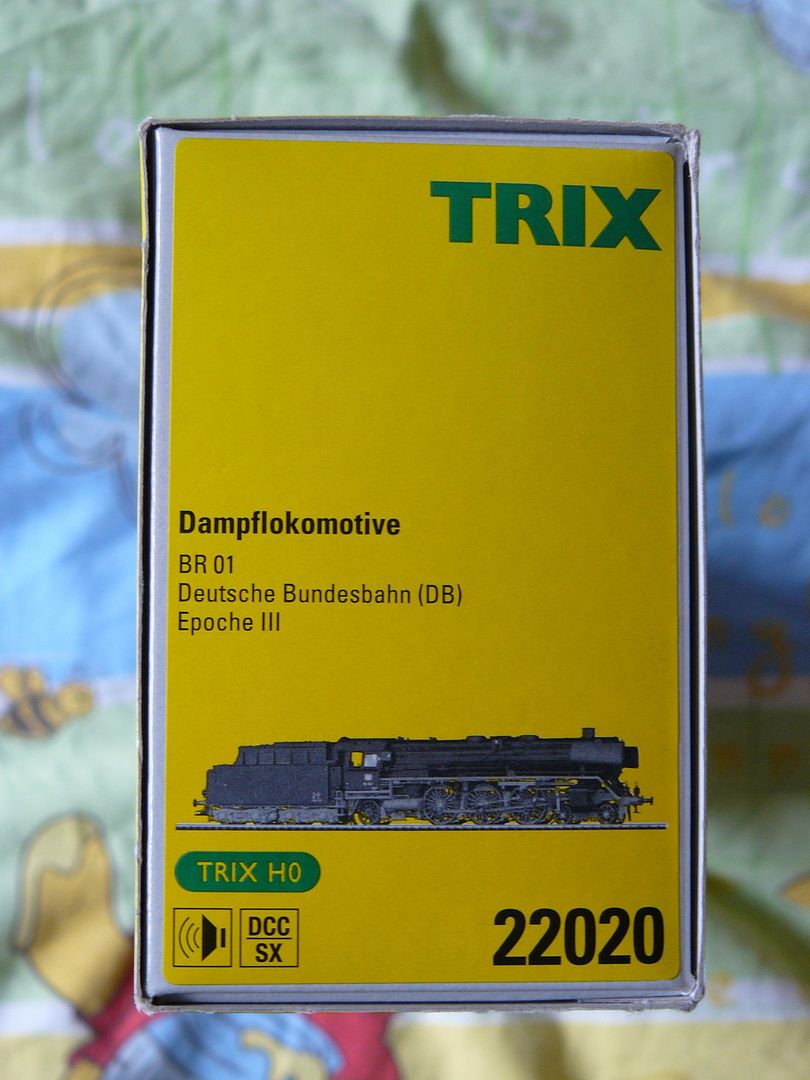 TRIX
Dampflokomotive
BR 01
Deutsche Bundesbahn (DB)
Epoche III
TRIX H0
DCC
SX
22020